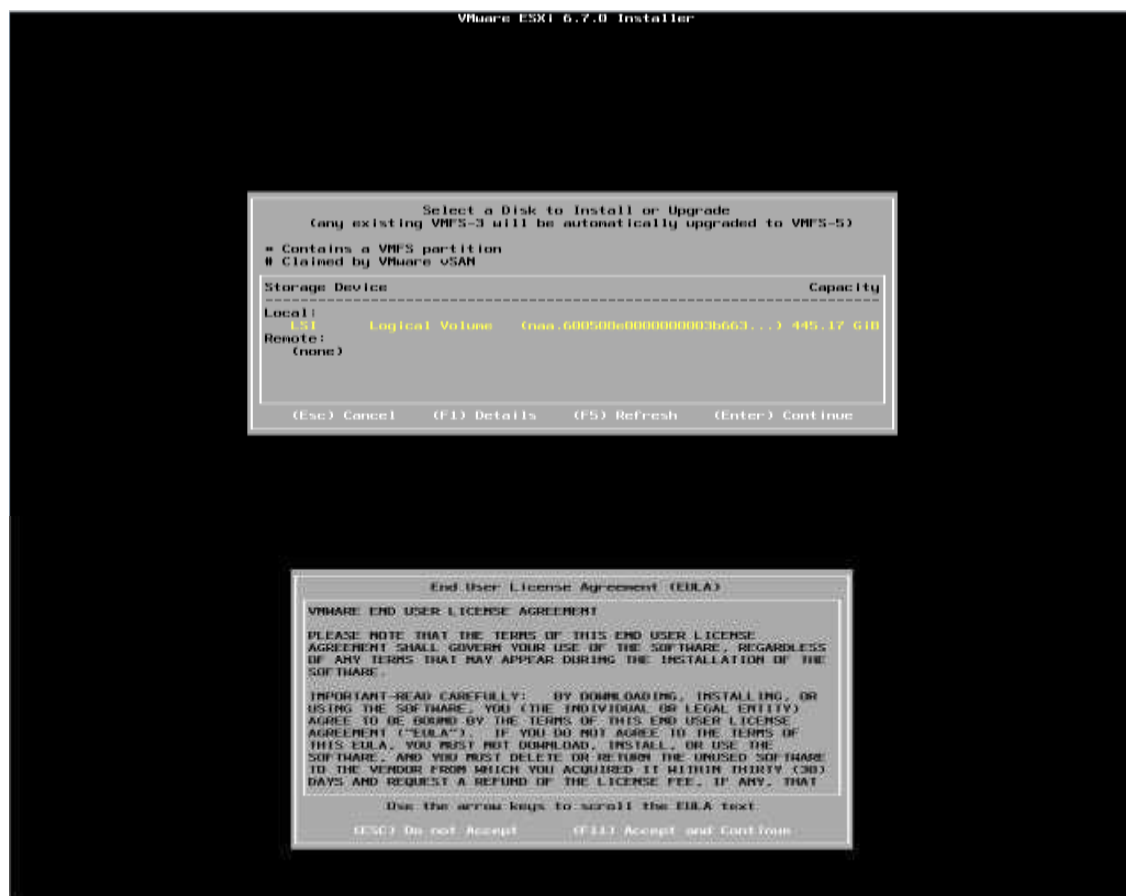 VMware ESXi 6.7.0 Installer
Select a Disk to Install or Upgrade
(any existing VMFS-3 will be automatically upgraded to VMFS-5)
* Contains a VMFS partition
# Claimed by VMware vSAN
Storage Device Capacity
Local:
LSI Logical Volume (naa.600508e0000000003b663...) 445.17 GiB
Remote:
(none)
(Esc) Cancel (F1) Details (F5) Refresh (Enter) Continue
End User License Agreement (EULA)
VMWARE END USER LICENSE AGREEMENT
PLEASE NOTE THAT THE TERMS OF THIS END USER LICENSE
AGREEMENT SHALL GOVERN YOUR USE OF THE SOFTWARE, REGARDLESS
OF ANY TERMS THAT MAY APPEAR DURING THE INSTALLATION OF THE
SOFTWARE.
IMPORTANT-READ CAREFULLY: BY DOWNLOADING, INSTALLING, OR
USING THE SOFTWARE, YOU (THE INDIVIDUAL OR LEGAL ENTITY)
AGREE TO BE BOUND BY THE TERMS OF THIS END USER LICENSE
AGREEMENT ("EULA"). IF YOU DO NOT AGREE TO THE TERMS OF
THIS EULA, YOU MUST NOT DOWNLOAD, INSTALL, OR USE THE
SOFTWARE, AND YOU MUST DELETE OR RETURN THE UNUSED SOFTWARE
TO THE VENDOR FROM WHICH YOU ACQUIRED IT WITHIN THIRTY (30)
DAYS AND REQUEST A REFUND OF THE LICENSE FEE, IF ANY, THAT
Use the arrow keys to scroll the EULA text
(ESC) Do not Accept (F11) Accept and Continue